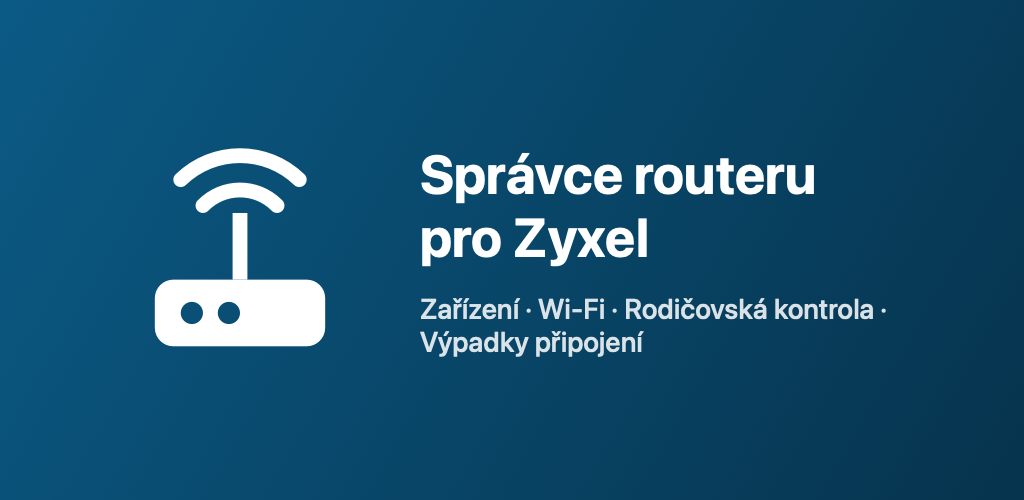 Správce routeru
pro Zyxel
Zařízení · Wi-Fi · Rodičovská kontrola ·
Výpadky připojení